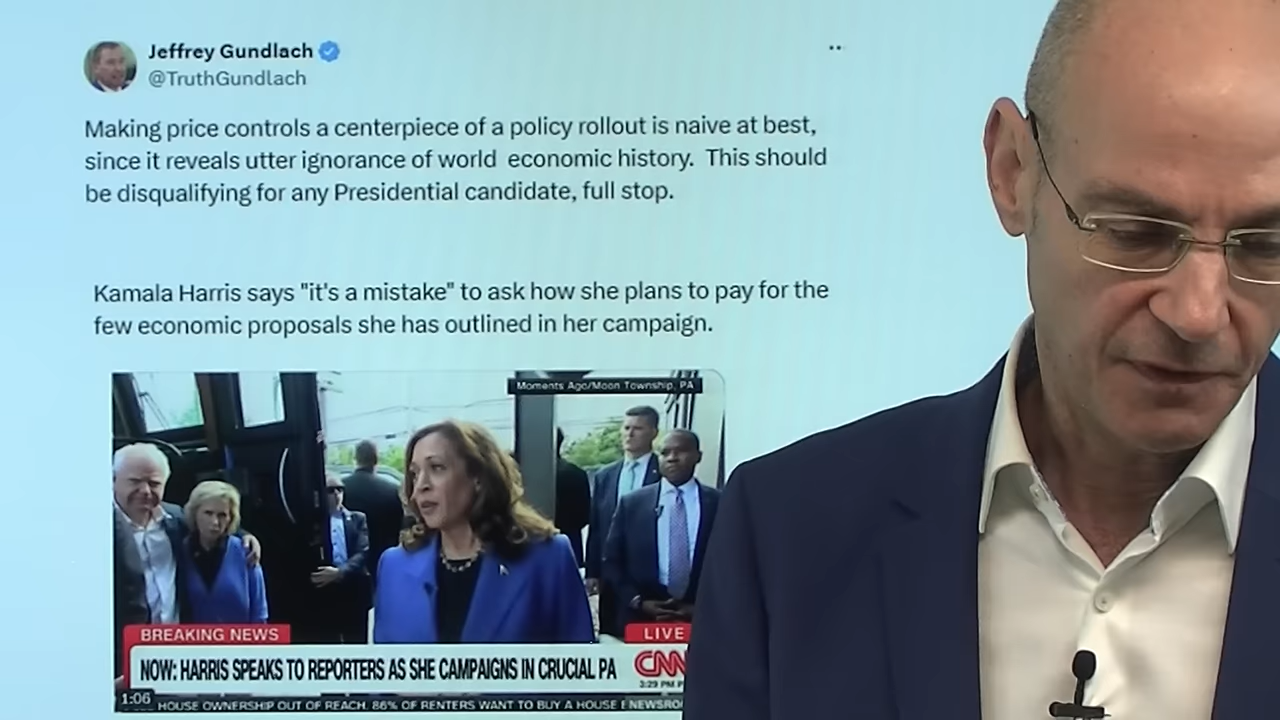 Jeffrey Gundlach
@TruthGundlach
Making price controls a centerpiece of a policy rollout is naive at best,
since it reveals utter ignorance of world economic history. This should
be disqualifying for any Presidential candidate, full stop.
Kamala Harris says "it's a mistake" to ask how she plans to pay for the
few economic proposals she has outlined in her campaign.
Moments Ago/Moon Township, PA
BREAKING NEWS
LIVE
NOW: HARRIS SPEAKS TO REPORTERS AS SHE CAMPAIGNS IN CRUCIAL PA
CNN
3:29 PM
1:06
HOUSE OWNERSHIP OUT OF REACH. 86% OF RENTERS WANT TO BUY A HOUSE